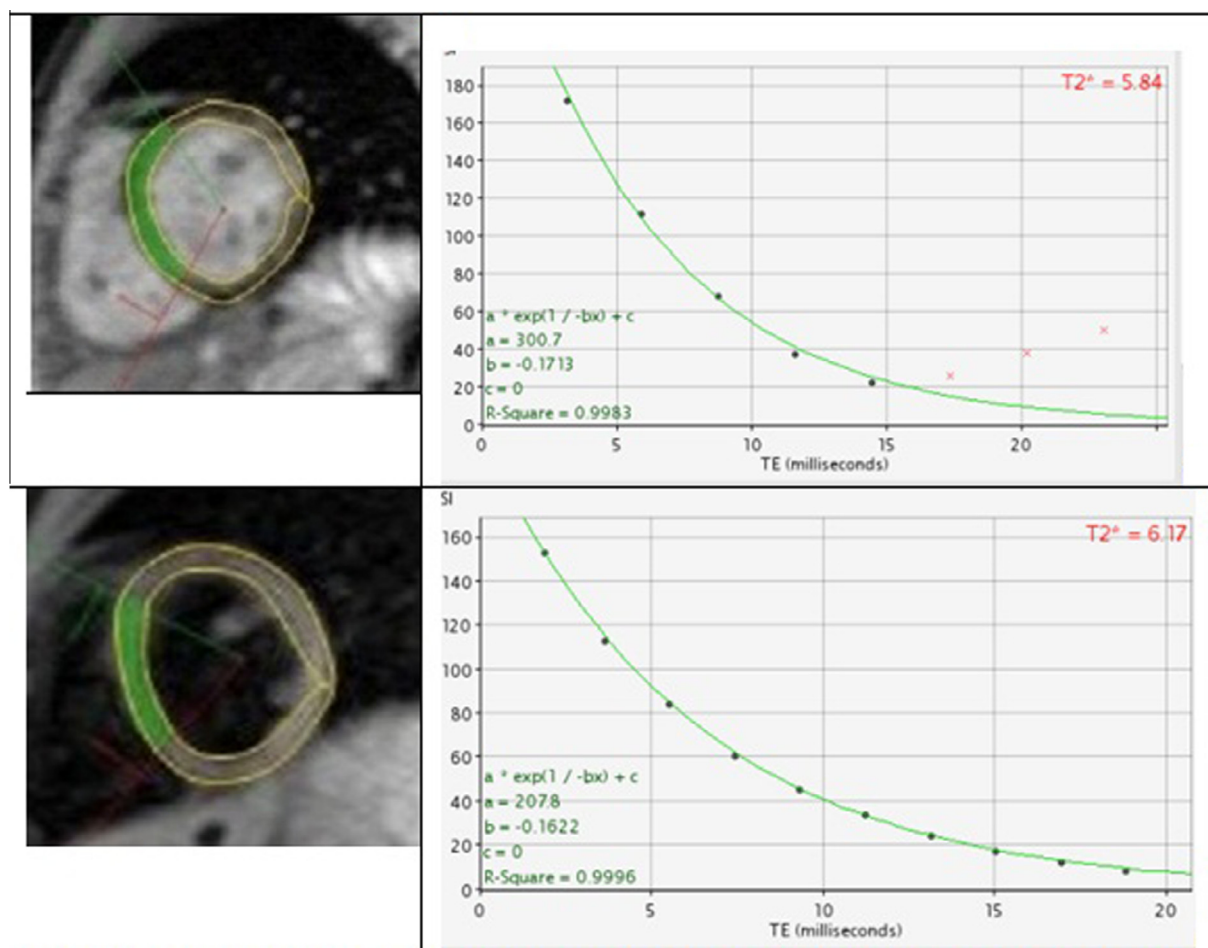 T2* = 5.84
180
160
140
120
100
80
60
40
20
0
a * exp(1 / -bx) + c
a = 300.7
b = -0.1713
c = 0
R-Square = 0.9983
0 5 10 15 20
TE (milliseconds)
SI
T2* = 6.17
160
140
120
100
80
60
40
20
0
a * exp(1 / -bx) + c
a = 207.8
b = -0.1622
c = 0
R-Square = 0.9996
0 5 10 15 20
TE (milliseconds)